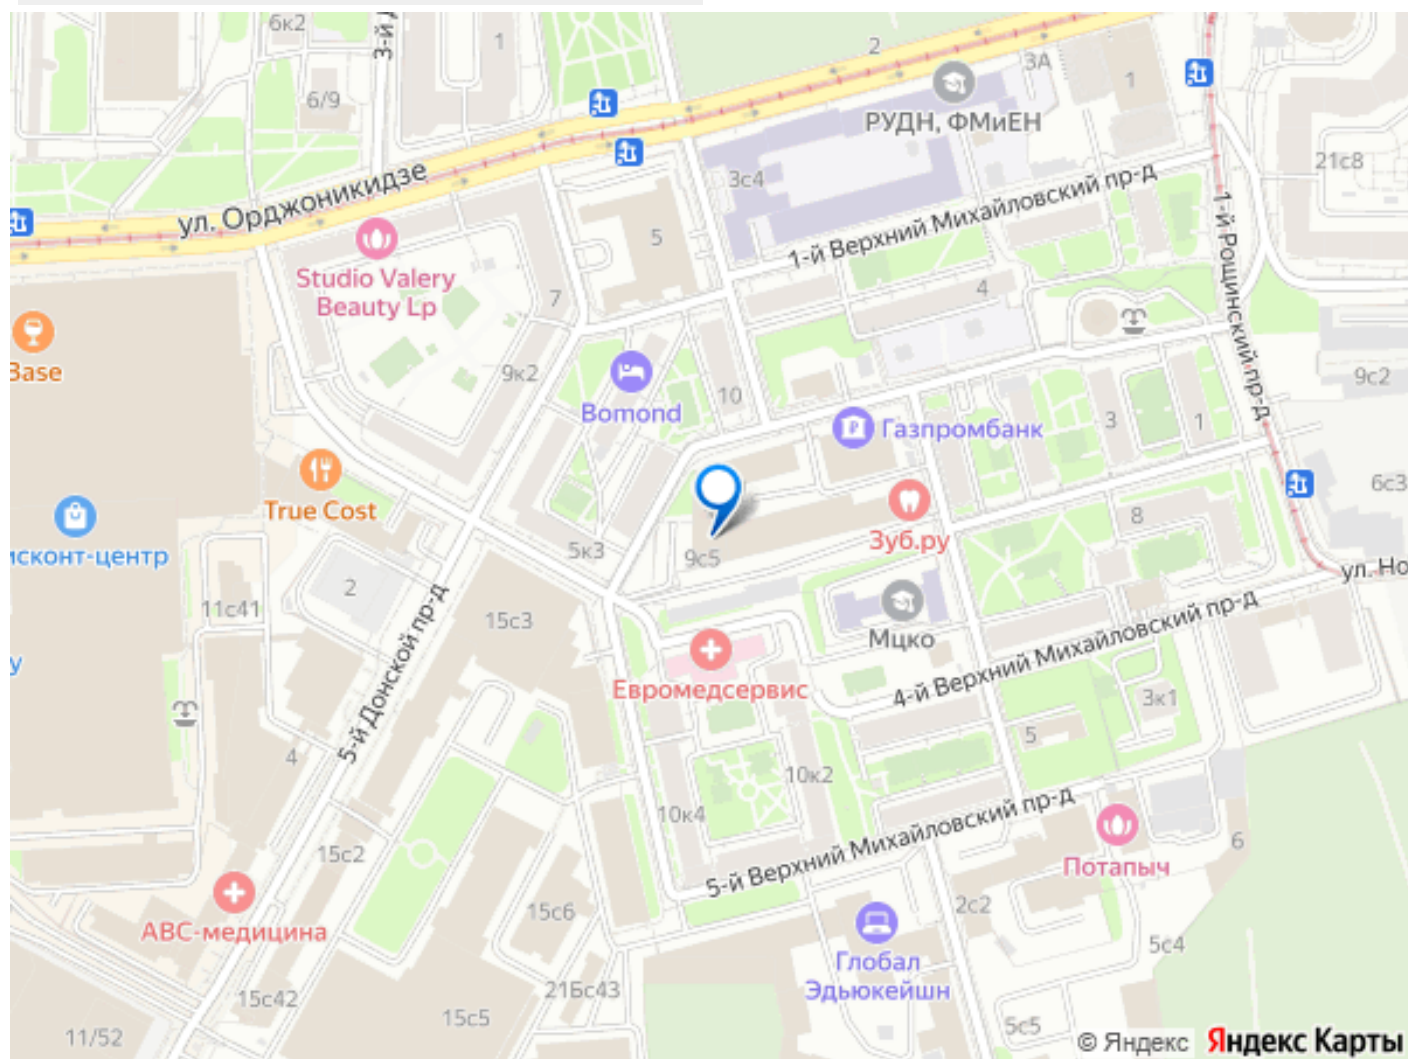 6к2
3-й
1
2
3А
1
6/9
РУДН, ФМиЕН
21с8
3с4
ул. Орджоникидзе
1-й Верхний Михайловский пр-д
1-й Рощинский пр-д
5
Studio Valery
Beauty Lp
7
4
Base
9к2
Bomond
10
9с2
3
1
Газпромбанк
True Cost
6с3
8
исконт-центр
5к3
9с5
Зуб.ру
ул. Но
2
11с41
15с3
Мцко
5-й Донской пр-д
Евромедсервис
4-й Верхний Михайловский пр-д
у
3к1
5
4
10к2
10к4
5-й Верхний Михайловский пр-д
15с2
6
Потапыч
АВС-медицина
15с6
2с2
5с4
Глобал
Эдьюкейшн
15с42
21Бс43
15с5
5с5
11/52
© Яндекс Яндекс Карты